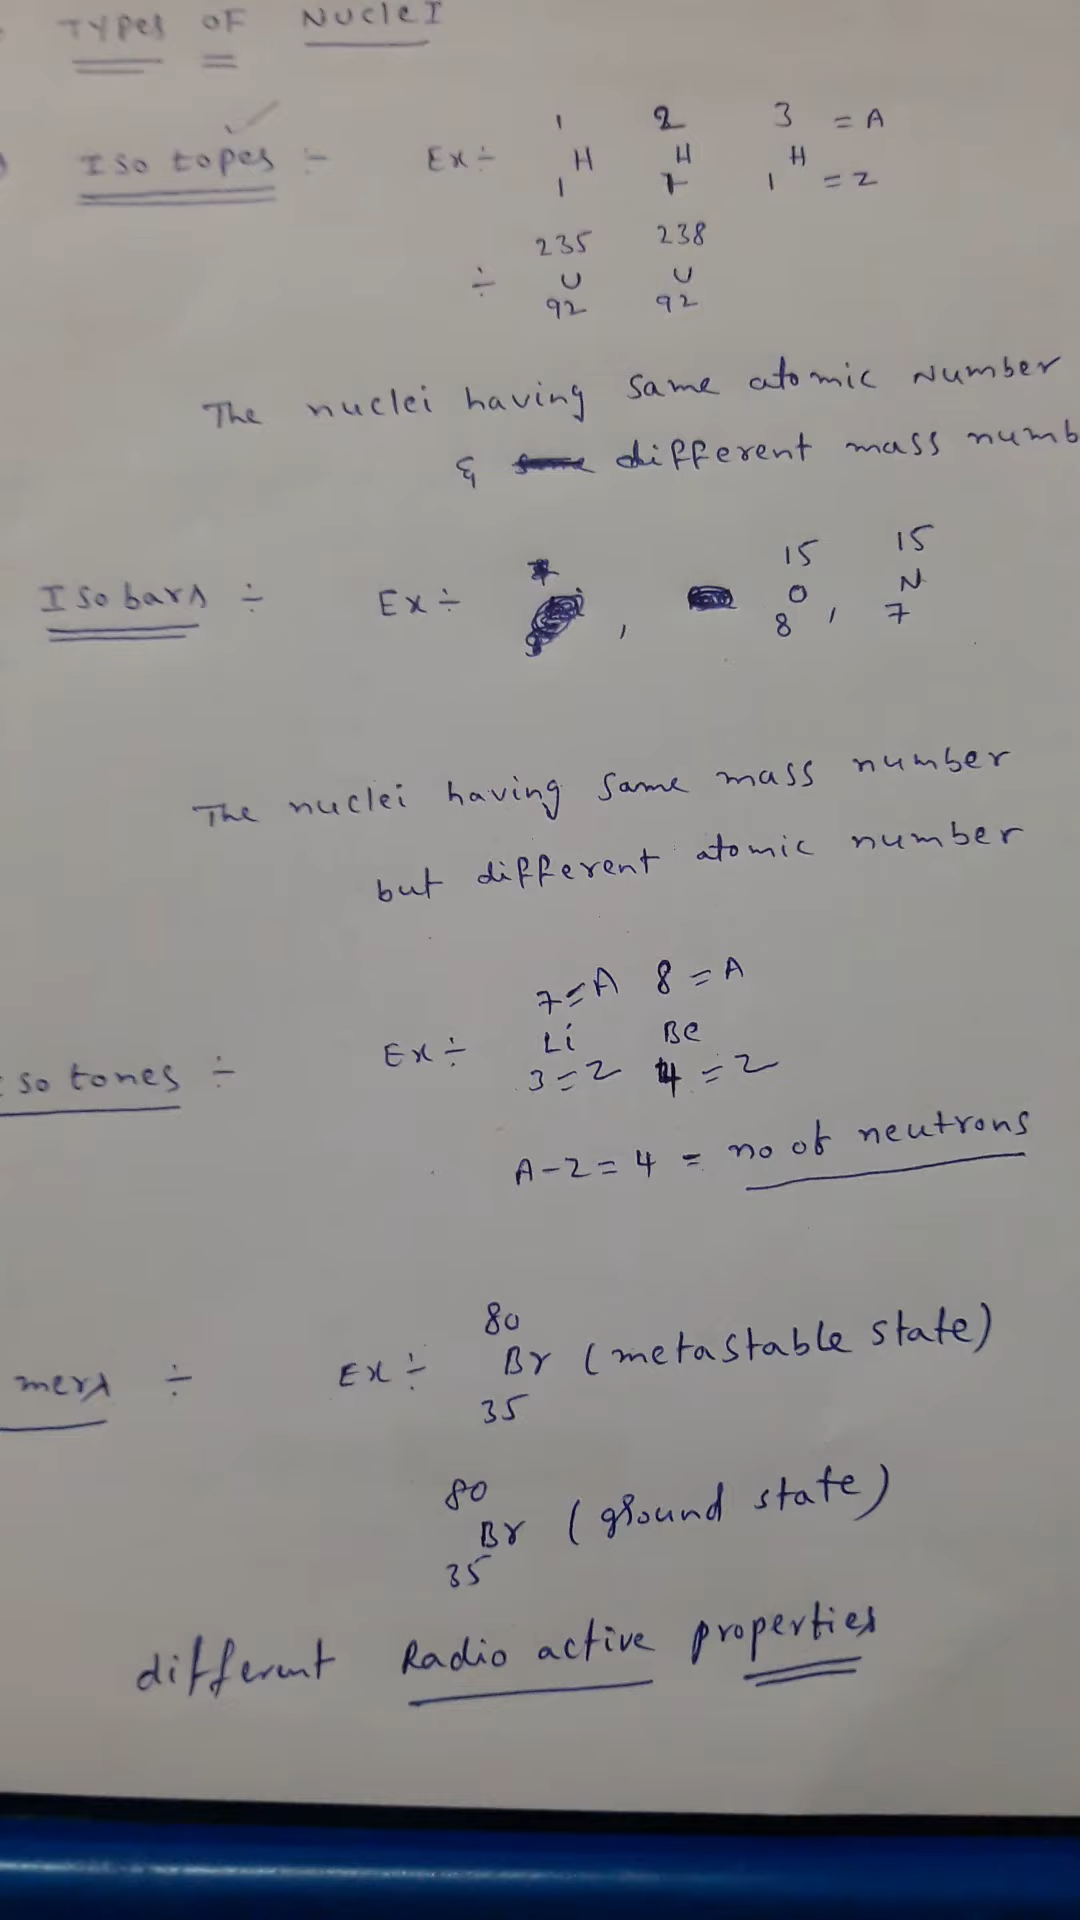 TYPES OF NUCLEI
1 2 3 = A
Isotopes :- Ex÷ H H H
1 1 1 = z
235 238
÷ U U
92 92
The nuclei having same atomic Number
& different mass numb
15 15
Isobars ÷ Ex÷ , O , N
8 7
The nuclei having same mass number
but different atomic number
7=A 8=A
so tones ÷ Ex÷ Li Be
3=z 4=z
A-z=4 = no of neutrons
80
mers ÷ Ex÷ Br (metastable state)
35
80
Br (ground state)
35
different Radio active properties